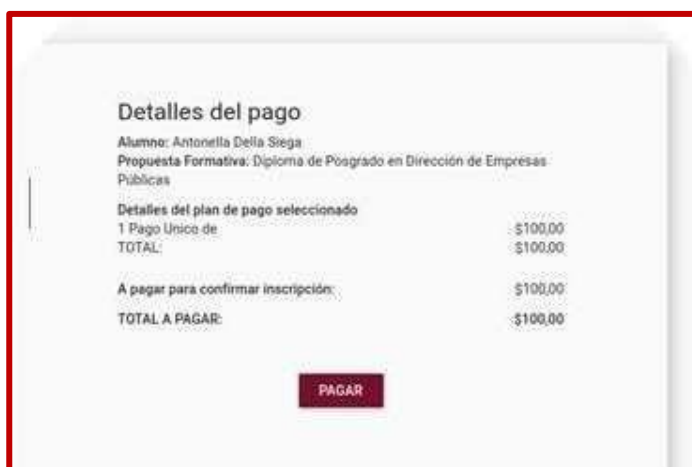 Detalles del pago
Alumno: Antonella Della Siega
Propuesta Formativa: Diploma de Posgrado en Dirección de Empresas
Públicas
Detalles del plan de pago seleccionado
1 Pago Unico de $100,00
TOTAL: $100,00
A pagar para confirmar inscripción: $100,00
TOTAL A PAGAR: $100,00
PAGAR